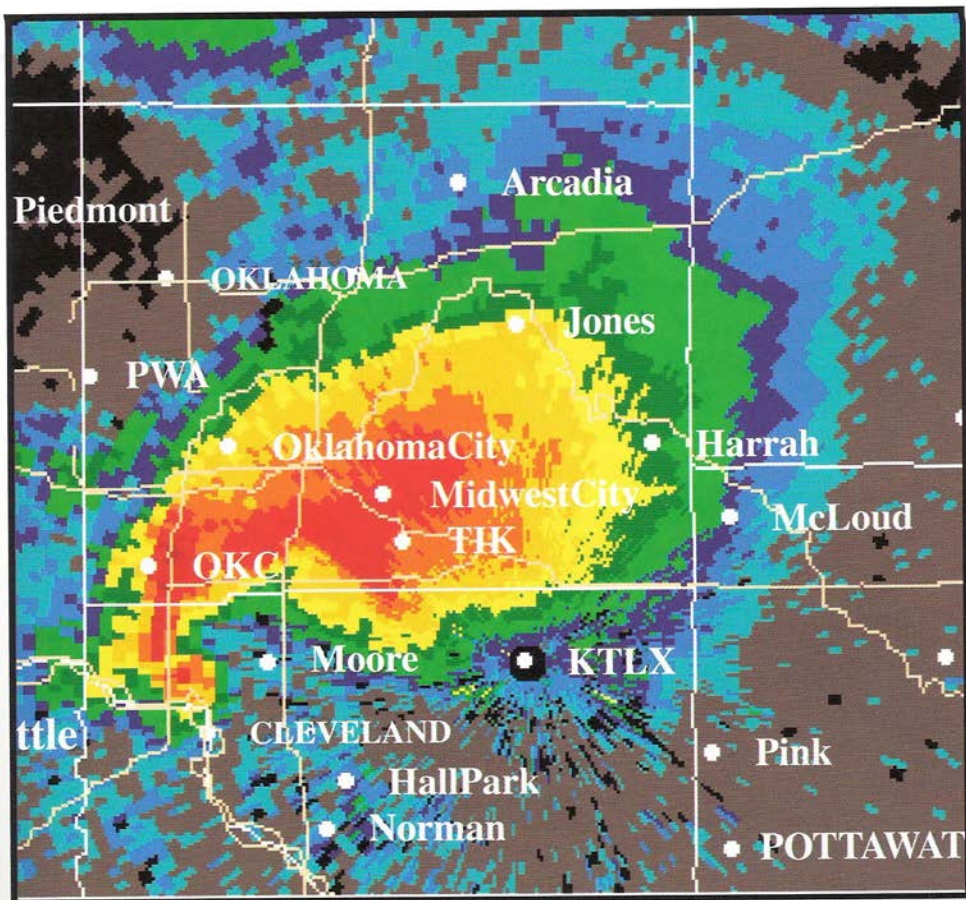 Arcadia
Piedmont
OKLAHOMA
Jones
PWA
OklahomaCity
Harrah
MidwestCity
McLoud
TIK
OKC
Moore
KTLX
ttle
CLEVELAND
Pink
HallPark
Norman
POTTAWAT